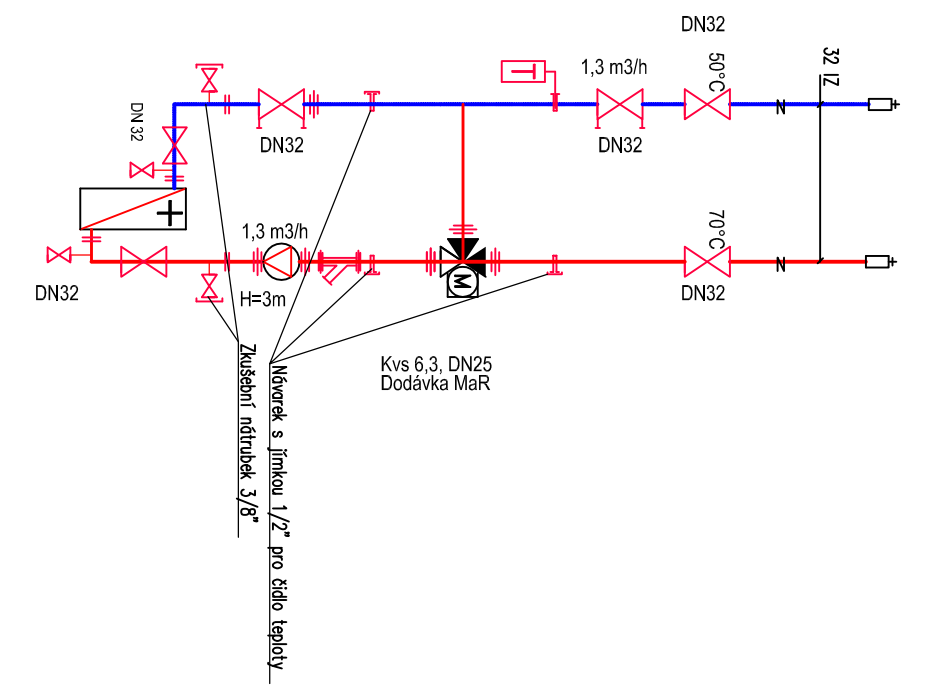 DN32
32 IZ
1,3 m3/h
50°C
DN 32
DN32
DN32
T
1,3 m3/h
70°C
M
DN32
H=3m
DN32
Kvs 6,3, DN25
Dodávka MaR
Zkušební nátrubek 3/8"
Návarek s jímkou 1/2" pro čidlo teploty